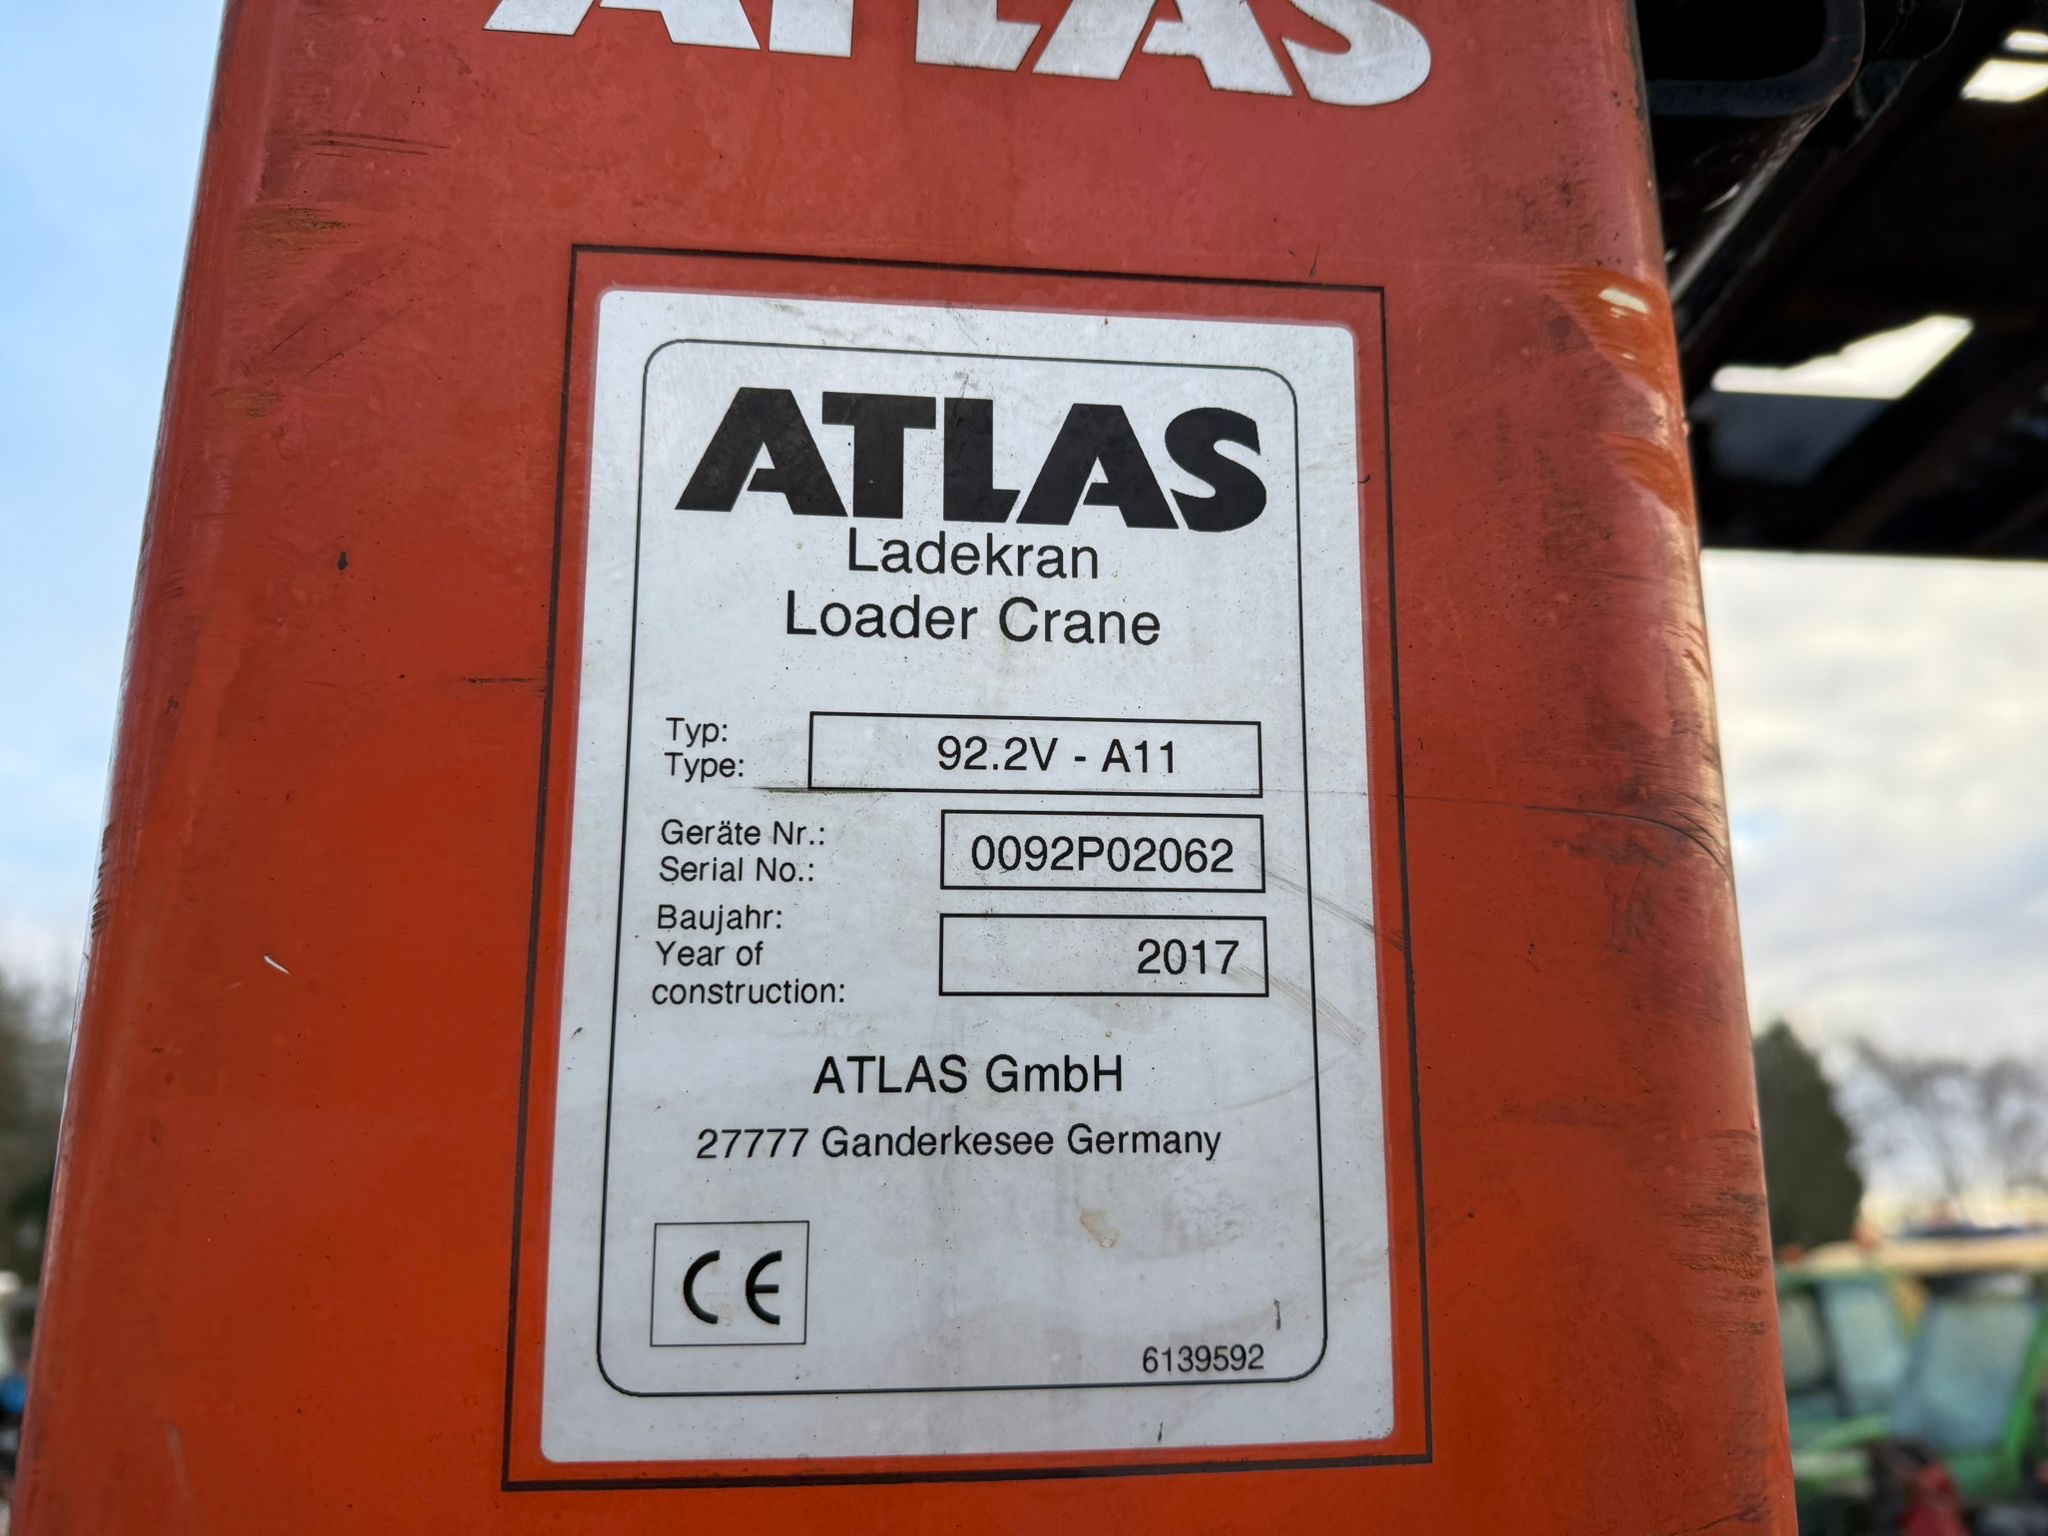 ATLAS
ATLAS
Ladekran
Loader Crane
Typ:
Type:
92.2V - A11
Geräte Nr.:
Serial No.:
0092P02062
Baujahr:
Year of
construction:
2017
ATLAS GmbH
27777 Ganderkesee Germany
CE
6139592